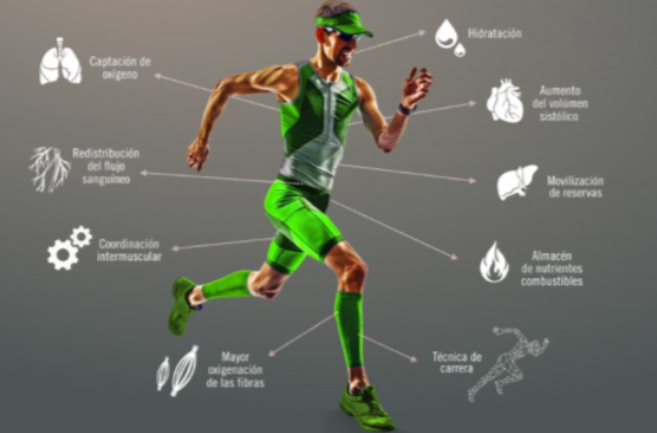 Hidratación
Captación de
oxígeno
Aumento
del volúmen
sistólico
Redistribución
del flujo
sanguíneo
Movilización
de reservas
Coordinación
intermuscular
Almacén
de nutrientes
combustibles
Mayor
oxigenación
de las fibras
Técnica de
carrera